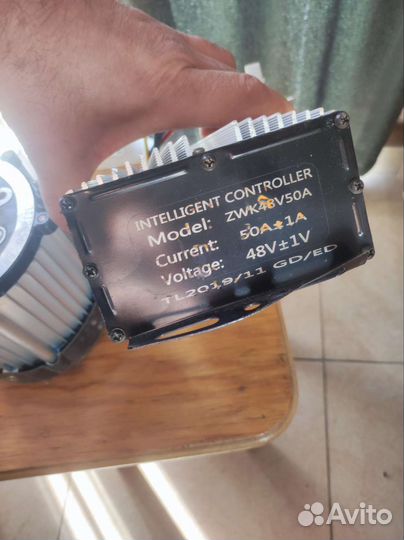 INTELLIGENT CONTROLLER
Model: ZWK48V50A
Current: 50A±1A
Voltage: 48V±1V
TL2019/11 GD/ED
Avito